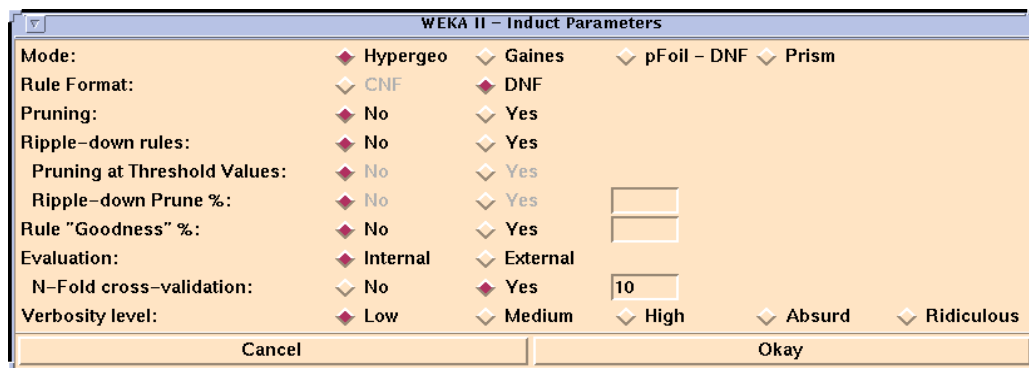 WEKA II - Induct Parameters
Mode: Hypergeo Gaines pFoil - DNF Prism
Rule Format: CNF DNF
Pruning: No Yes
Ripple-down rules: No Yes
Pruning at Threshold Values: No Yes
Ripple-down Prune %: No Yes
Rule "Goodness" %: No Yes
Evaluation: Internal External
N-Fold cross-validation: No Yes 10
Verbosity level: Low Medium High Absurd Ridiculous
Cancel Okay